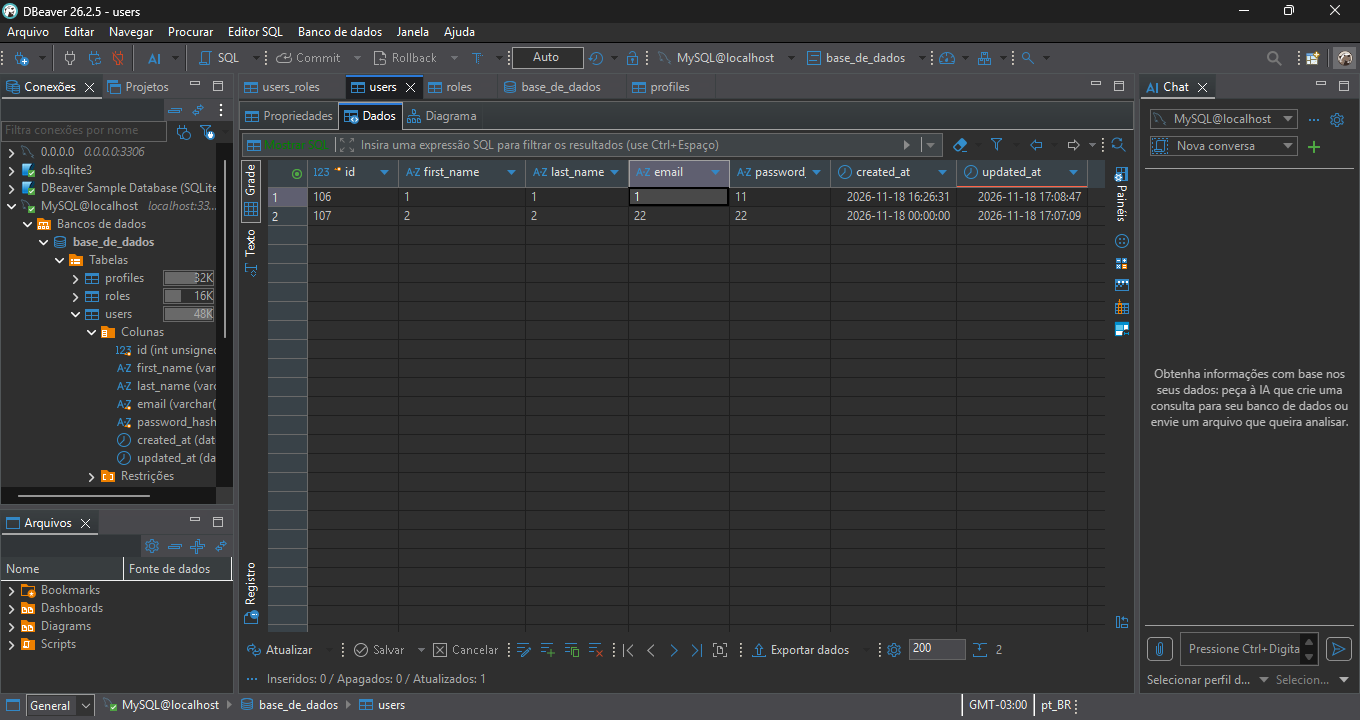 DBeaver 26.2.5 - users
Arquivo Editar Navegar Procurar Editor SQL Banco de dados Janela Ajuda
AI SQL Commit Rollback T Auto MySQL@localhost base_de_dados
Conexões Projetos
Filtra conexões por nome
0.0.0.0 0.0.0.0:3306
db.sqlite3
DBeaver Sample Database (SQLite
MySQL@localhost localhost:33...
Bancos de dados
base_de_dados
Tabelas
profiles 32K
roles 16K
users 48K
Colunas
123 id (int unsigned
A-Z first_name (var
A-Z last_name (varc
A-Z email (varchar(
A-Z password_hash
created_at (dat
updated_at (da
Restrições
Arquivos
Nome Fonte de dados
Bookmarks
Dashboards
Diagrams
Scripts
users_roles users roles base_de_dados profiles
Propriedades Dados Diagrama
Mostrar SQL Insira uma expressão SQL para filtrar os resultados (use Ctrl+Espaço)
Grade
Texto
Registro
123 id A-Z first_name A-Z last_name A-Z email A-Z password_ created_at updated_at
1 106 1 1 1 11 2026-11-18 16:26:31 2026-11-18 17:08:47
2 107 2 2 22 22 2026-11-18 00:00:00 2026-11-18 17:07:09
Painéis
Atualizar Salvar Cancelar Exportar dados 200 2
Inseridos: 0 / Apagados: 0 / Atualizados: 1
AI Chat
MySQL@localhost
Nova conversa
Obtenha informações com base nos
seus dados: peça à IA que crie uma
consulta para seu banco de dados ou
envie um arquivo que queira analisar.
Pressione Ctrl+Digita
Selecionar perfil d... Selecion...
General MySQL@localhost base_de_dados users
GMT-03:00 pt_BR